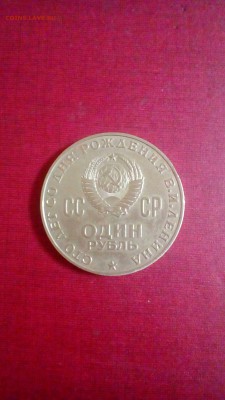 СТО ЛЕТ СО ДНЯ РОЖДЕНИЯ В.И.ЛЕНИНА
СС СР
ОДИН
РУБЛЬ